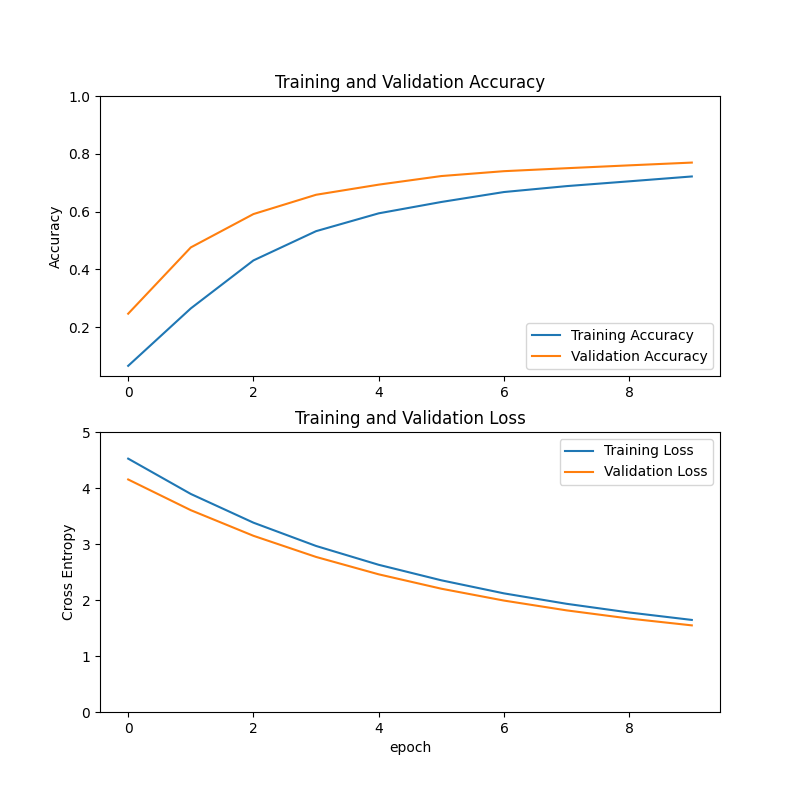 Training and Validation Accuracy
1.0
0.8
0.6
0.4
0.2
Accuracy
Training Accuracy
Validation Accuracy
0 2 4 6 8
Training and Validation Loss
5
4
3
2
1
0
Cross Entropy
Training Loss
Validation Loss
0 2 4 6 8
epoch